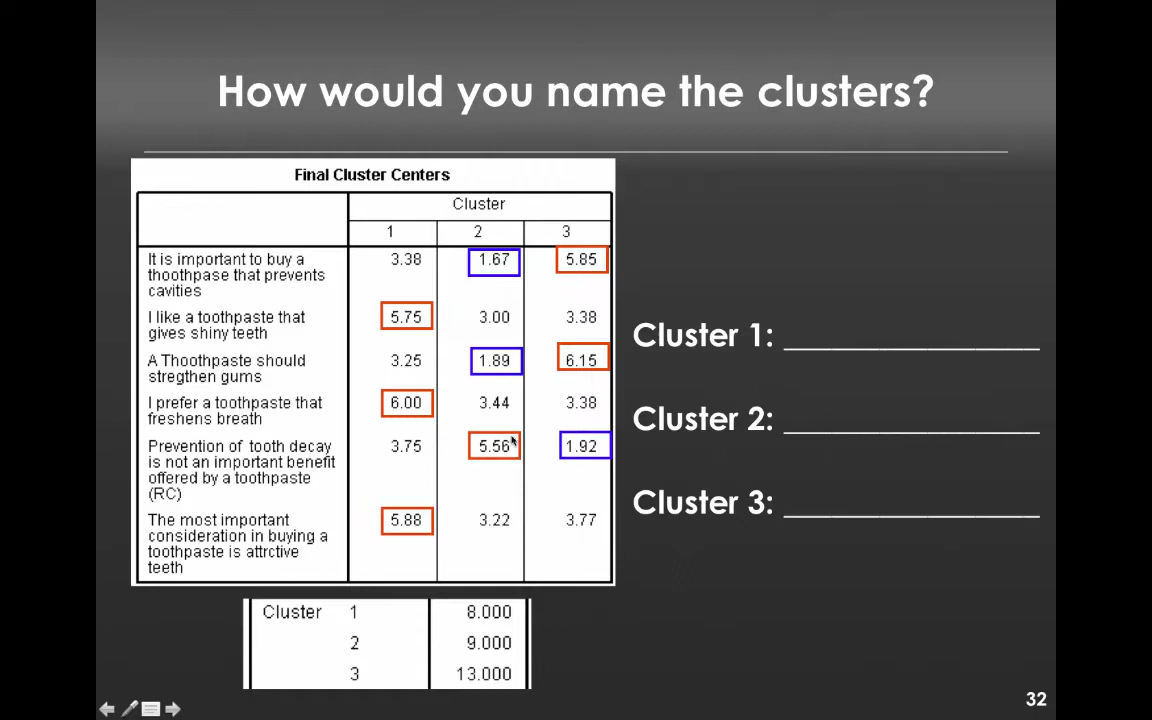 How would you name the clusters?
Final Cluster Centers
Cluster
1 2 3
It is important to buy a 3.38 1.67 5.85
thoothpase that prevents
cavities
I like a toothpaste that 5.75 3.00 3.38
gives shiny teeth
A Thoothpaste should 3.25 1.89 6.15
stregthen gums
I prefer a toothpaste that 6.00 3.44 3.38
freshens breath
Prevention of tooth decay 3.75 5.56 1.92
is not an important benefit
offered by a toothpaste
(RC)
The most important 5.88 3.22 3.77
consideration in buying a
toothpaste is attrctive
teeth
Cluster 1 8.000
2 9.000
3 13.000
Cluster 1: _______________
Cluster 2: _______________
Cluster 3: _______________
32